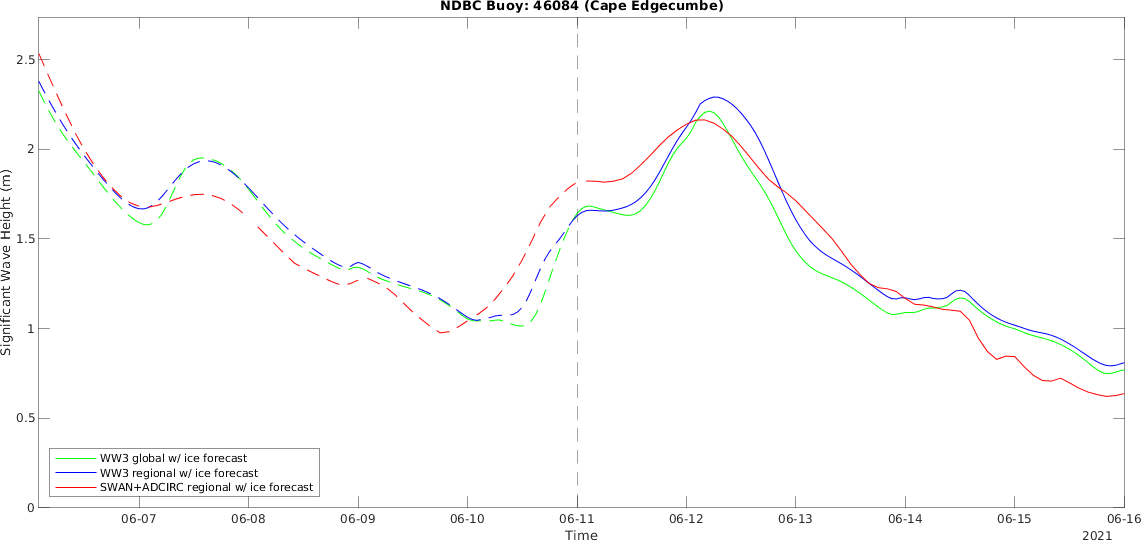 NDBC Buoy: 46084 (Cape Edgecumbe)
Significant Wave Height (m)
2.5
2
1.5
1
0.5
0
WW3 global w/ ice forecast
WW3 regional w/ ice forecast
SWAN+ADCIRC regional w/ ice forecast
06-07 06-08 06-09 06-10 06-11 06-12 06-13 06-14 06-15 06-16
Time
2021